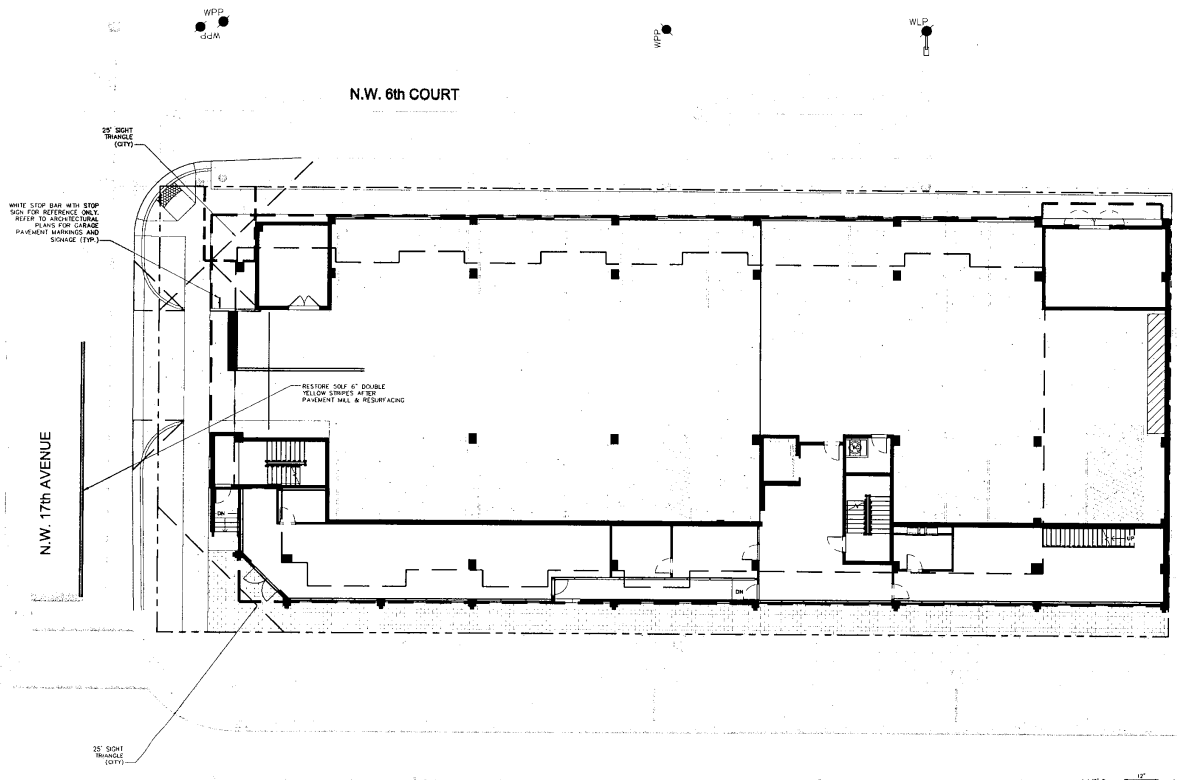 WPP
WPP
WPP
WLP
N.W. 6th COURT
25' SIGHT
TRIANGLE
(CITY)
WHITE STOP BAR WITH STOP
SIGN FOR REFERENCE ONLY.
REFER TO ARCHITECTURAL
PLANS FOR GARAGE
PAVEMENT MARKINGS AND
SIGNAGE (TYP.)
RESTORE 50LF 6" DOUBLE
YELLOW STRIPES AFTER
PAVEMENT MILL & RESURFACING
N.W. 17th AVENUE
DN
UP
DN
25' SIGHT
TRIANGLE
(CITY)
12"